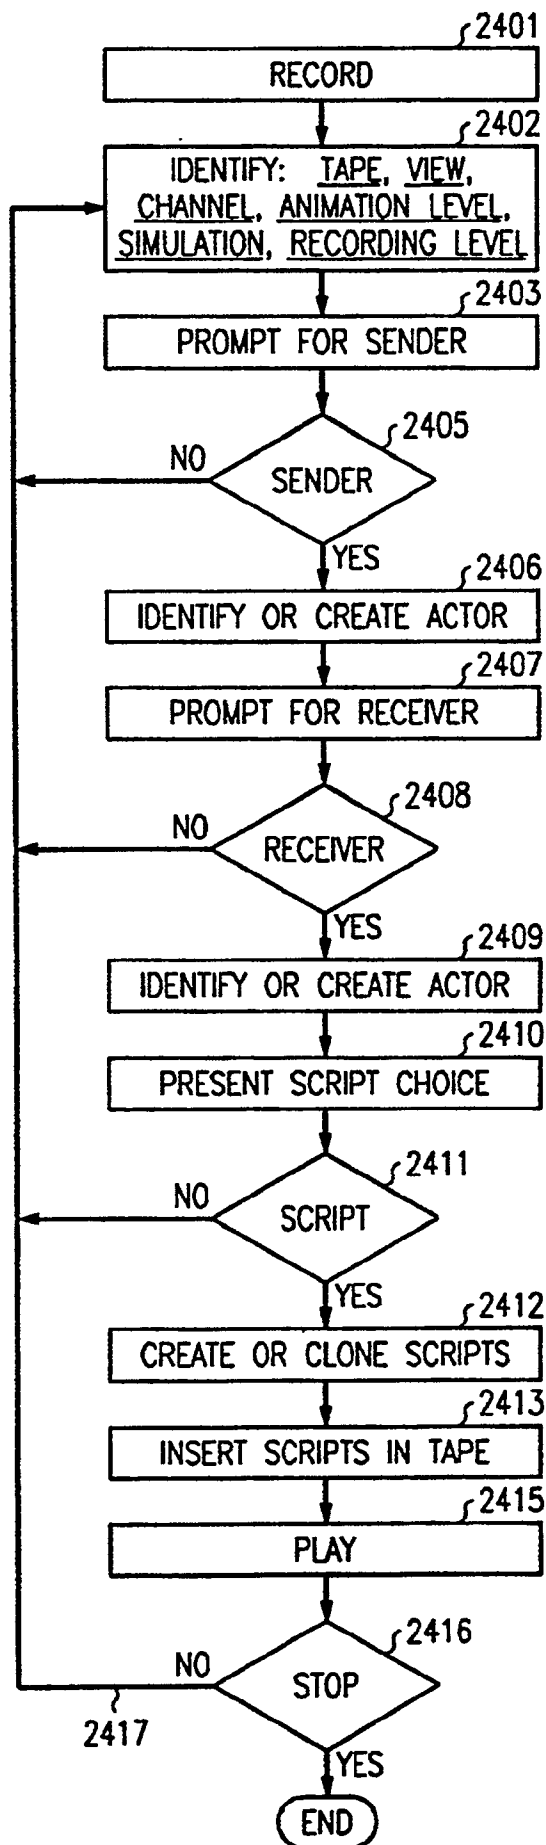 2401
RECORD
2402
IDENTIFY: TAPE, VIEW,
CHANNEL, ANIMATION LEVEL,
SIMULATION, RECORDING LEVEL
2403
PROMPT FOR SENDER
2405
NO
SENDER
YES
2406
IDENTIFY OR CREATE ACTOR
2407
PROMPT FOR RECEIVER
2408
NO
RECEIVER
YES
2409
IDENTIFY OR CREATE ACTOR
2410
PRESENT SCRIPT CHOICE
2411
NO
SCRIPT
YES
2412
CREATE OR CLONE SCRIPTS
2413
INSERT SCRIPTS IN TAPE
2415
PLAY
2416
NO
STOP
2417
YES
END